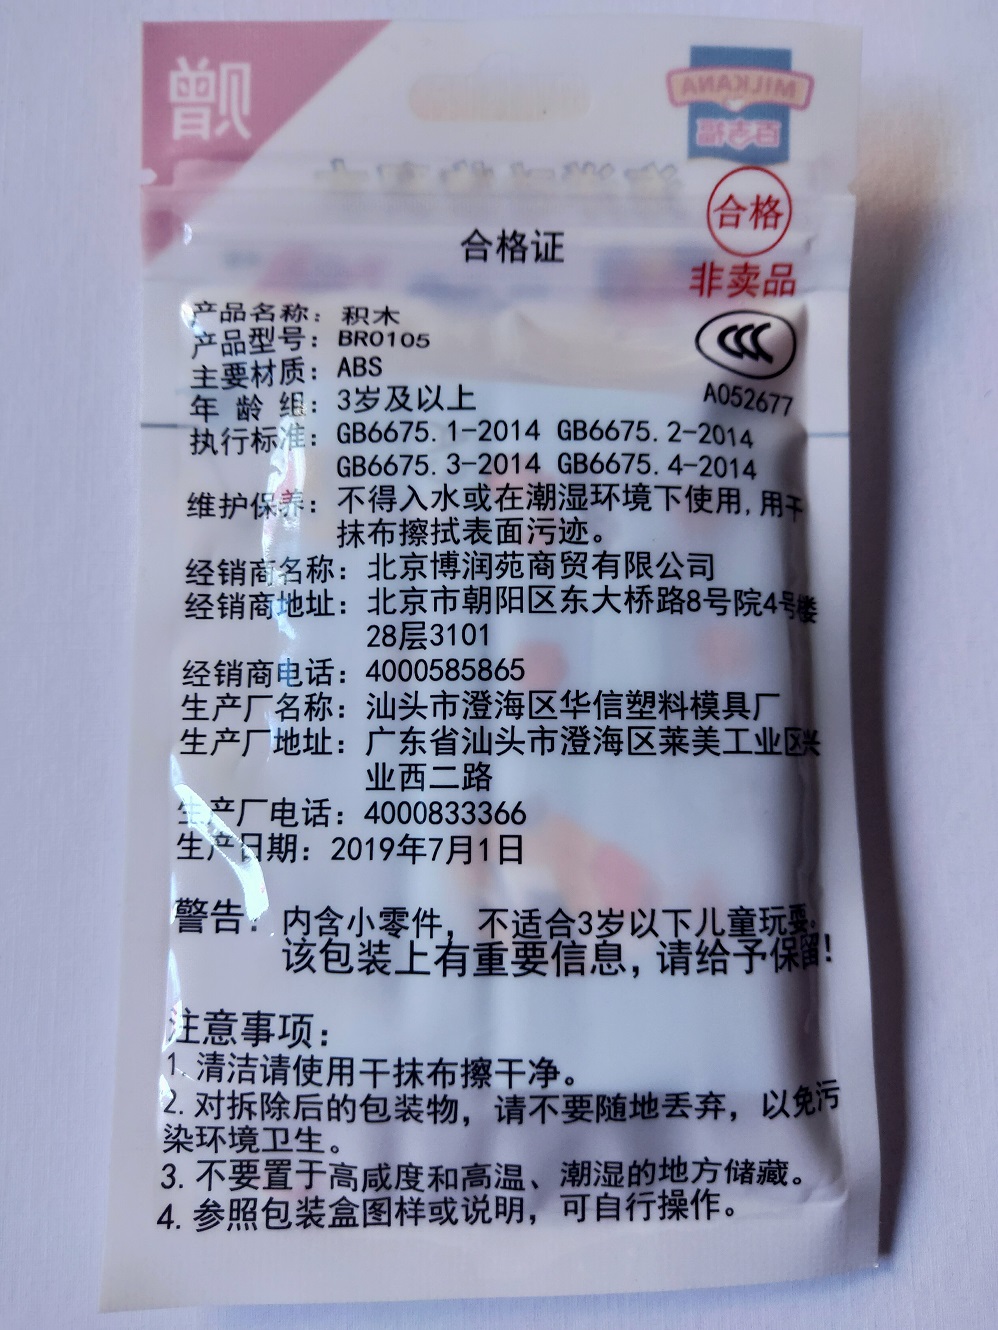 赠
MILKANA
百吉福
合格
合格证
非卖品
产品名称：积木
产品型号：BR0105
CCC
主要材质：ABS
A052677
年 龄 组：3岁及以上
执行标准：GB6675.1-2014 GB6675.2-2014
GB6675.3-2014 GB6675.4-2014
维护保养：不得入水或在潮湿环境下使用,用干
抹布擦拭表面污迹。
经销商名称：北京博润苑商贸有限公司
经销商地址：北京市朝阳区东大桥路8号院4号楼
28层3101
经销商电话：4000585865
生产厂名称：汕头市澄海区华信塑料模具厂
生产厂地址：广东省汕头市澄海区莱美工业区兴
业西二路
生产厂电话：4000833366
生产日期：2019年7月1日
警告：内含小零件，不适合3岁以下儿童玩耍。
该包装上有重要信息，请给予保留！
注意事项：
1.清洁请使用干抹布擦干净。
2.对拆除后的包装物，请不要随地丢弃，以免污
染环境卫生。
3.不要置于高咸度和高温、潮湿的地方储藏。
4.参照包装盒图样或说明，可自行操作。